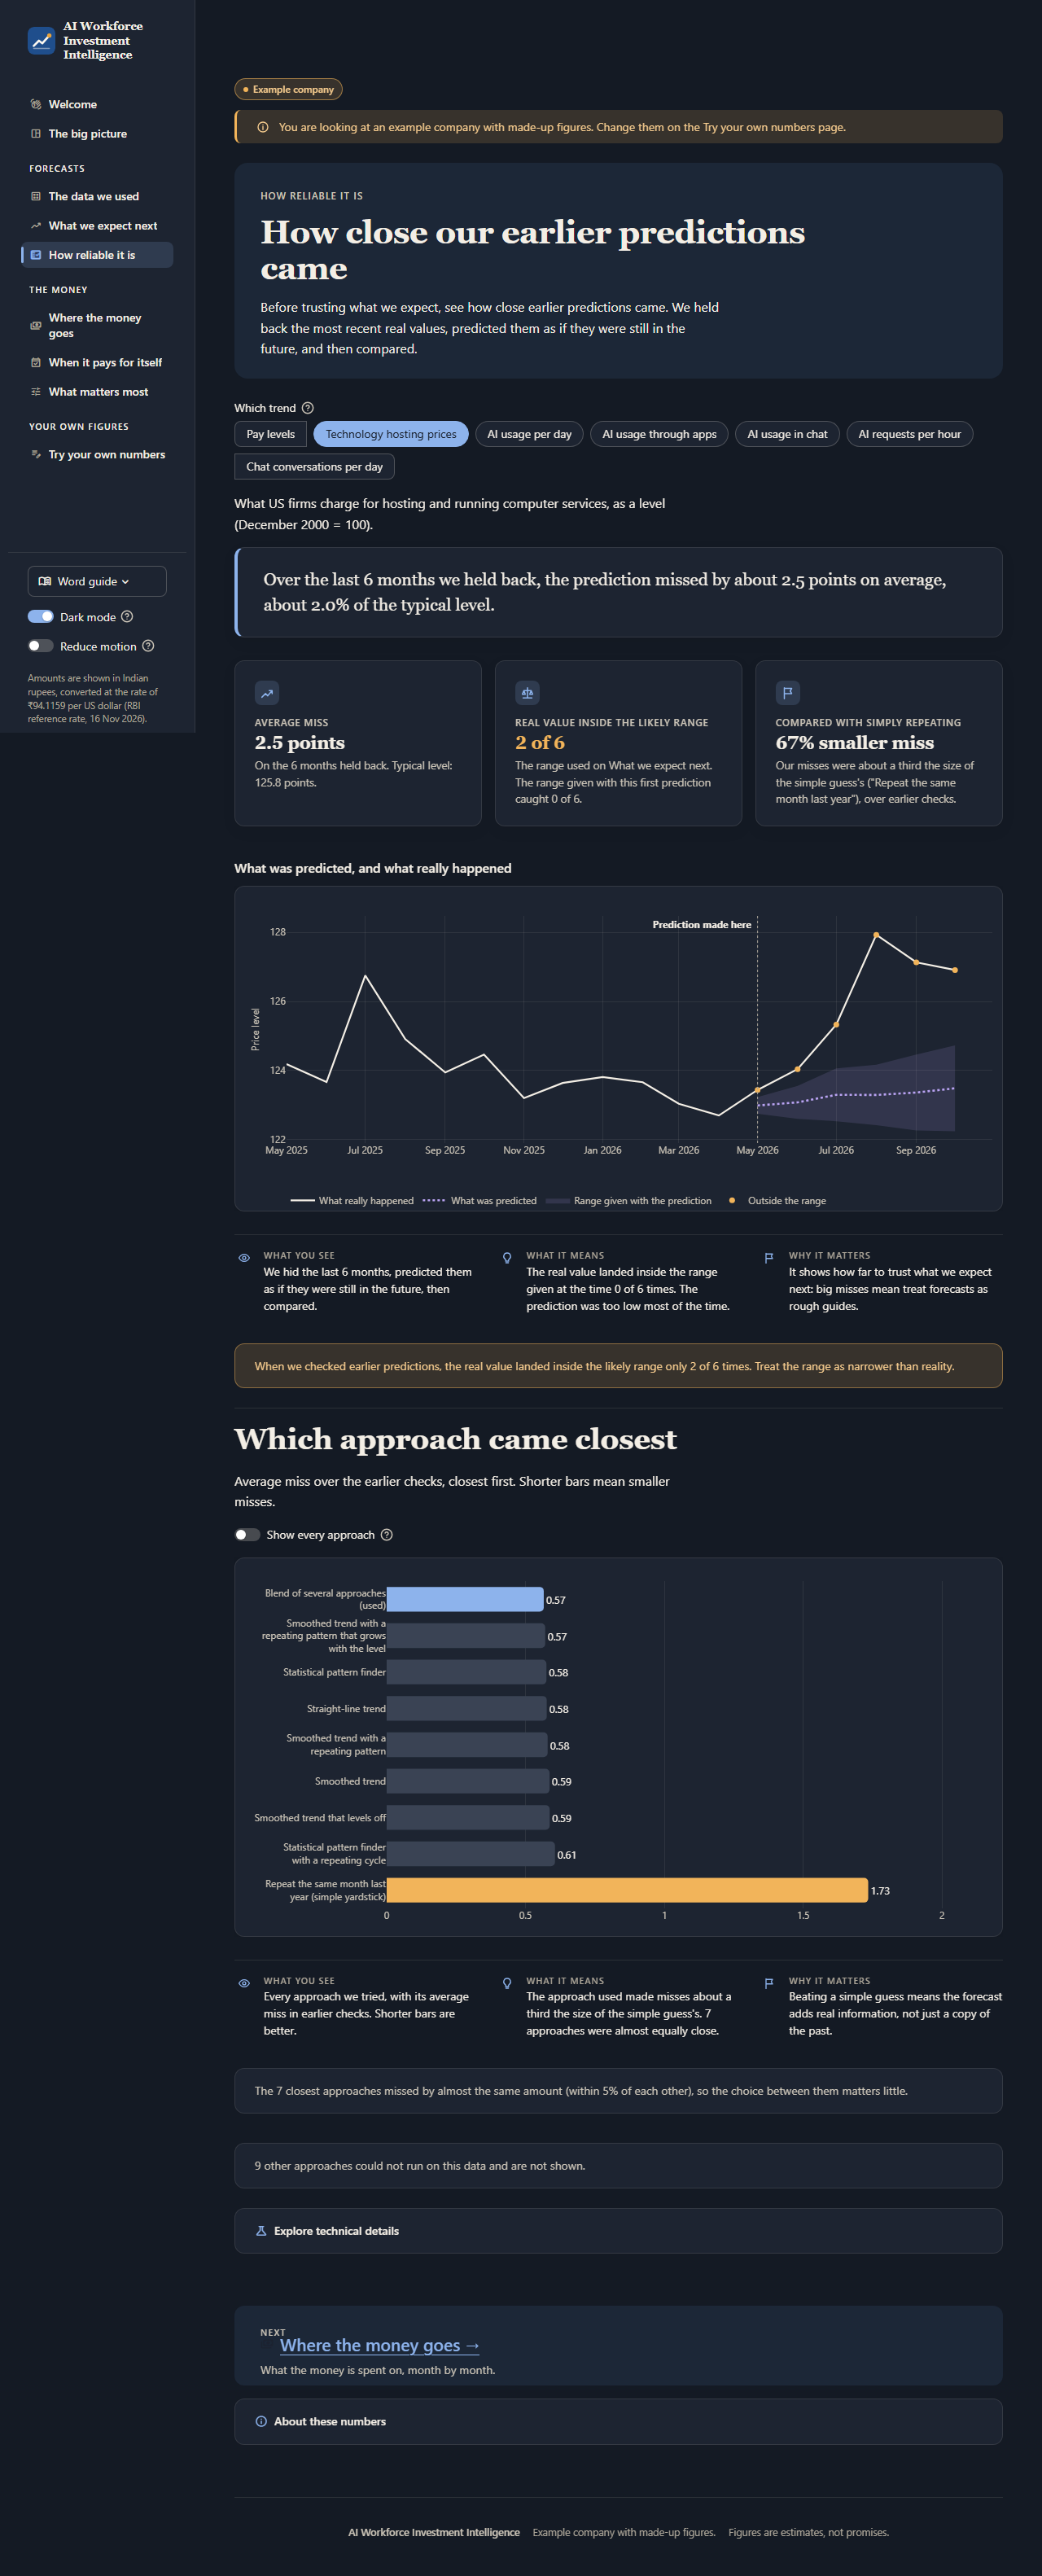 AI Workforce
Investment
Intelligence
Welcome
The big picture
FORECASTS
The data we used
What we expect next
How reliable it is
THE MONEY
Where the money
goes
When it pays for itself
What matters most
YOUR OWN FIGURES
Try your own numbers
Word guide
Dark mode
Reduce motion
Amounts are shown in Indian
rupees, converted at the rate of
₹94.1159 per US dollar (RBI
reference rate, 16 Nov 2026).
Example company
You are looking at an example company with made-up figures. Change them on the Try your own numbers page.
HOW RELIABLE IT IS
How close our earlier predictions
came
Before trusting what we expect, see how close earlier predictions came. We held
back the most recent real values, predicted them as if they were still in the
future, and then compared.
Which trend
Pay levels
Technology hosting prices
AI usage per day
AI usage through apps
AI usage in chat
AI requests per hour
Chat conversations per day
What US firms charge for hosting and running computer services, as a level
(December 2000 = 100).
Over the last 6 months we held back, the prediction missed by about 2.5 points on average,
about 2.0% of the typical level.
AVERAGE MISS
2.5 points
On the 6 months held back. Typical level:
125.8 points.
REAL VALUE INSIDE THE LIKELY RANGE
2 of 6
The range used on What we expect next.
The range given with this first prediction
caught 0 of 6.
COMPARED WITH SIMPLY REPEATING
67% smaller miss
Our misses were about a third the size of
the simple guess's ("Repeat the same
month last year"), over earlier checks.
What was predicted, and what really happened
Prediction made here
Price level
128
126
124
122
May 2025
Jul 2025
Sep 2025
Nov 2025
Jan 2026
Mar 2026
May 2026
Jul 2026
Sep 2026
What really happened
What was predicted
Range given with the prediction
Outside the range
WHAT YOU SEE
We hid the last 6 months, predicted them
as if they were still in the future, then
compared.
WHAT IT MEANS
The real value landed inside the range
given at the time 0 of 6 times. The
prediction was too low most of the time.
WHY IT MATTERS
It shows how far to trust what we expect
next: big misses mean treat forecasts as
rough guides.
When we checked earlier predictions, the real value landed inside the likely range only 2 of 6 times. Treat the range as narrower than reality.
Which approach came closest
Average miss over the earlier checks, closest first. Shorter bars mean smaller
misses.
Show every approach
Blend of several approaches
(used)
0.57
Smoothed trend with a
repeating pattern that grows
with the level
0.57
Statistical pattern finder
0.58
Straight-line trend
0.58
Smoothed trend with a
repeating pattern
0.58
Smoothed trend
0.59
Smoothed trend that levels off
0.59
Statistical pattern finder
with a repeating cycle
0.61
Repeat the same month last
year (simple yardstick)
1.73
0
0.5
1
1.5
2
WHAT YOU SEE
Every approach we tried, with its average
miss in earlier checks. Shorter bars are
better.
WHAT IT MEANS
The approach used made misses about a
third the size of the simple guess's. 7
approaches were almost equally close.
WHY IT MATTERS
Beating a simple guess means the forecast
adds real information, not just a copy of
the past.
The 7 closest approaches missed by almost the same amount (within 5% of each other), so the choice between them matters little.
9 other approaches could not run on this data and are not shown.
Explore technical details
NEXT
Where the money goes →
What the money is spent on, month by month.
About these numbers
AI Workforce Investment Intelligence
Example company with made-up figures.
Figures are estimates, not promises.